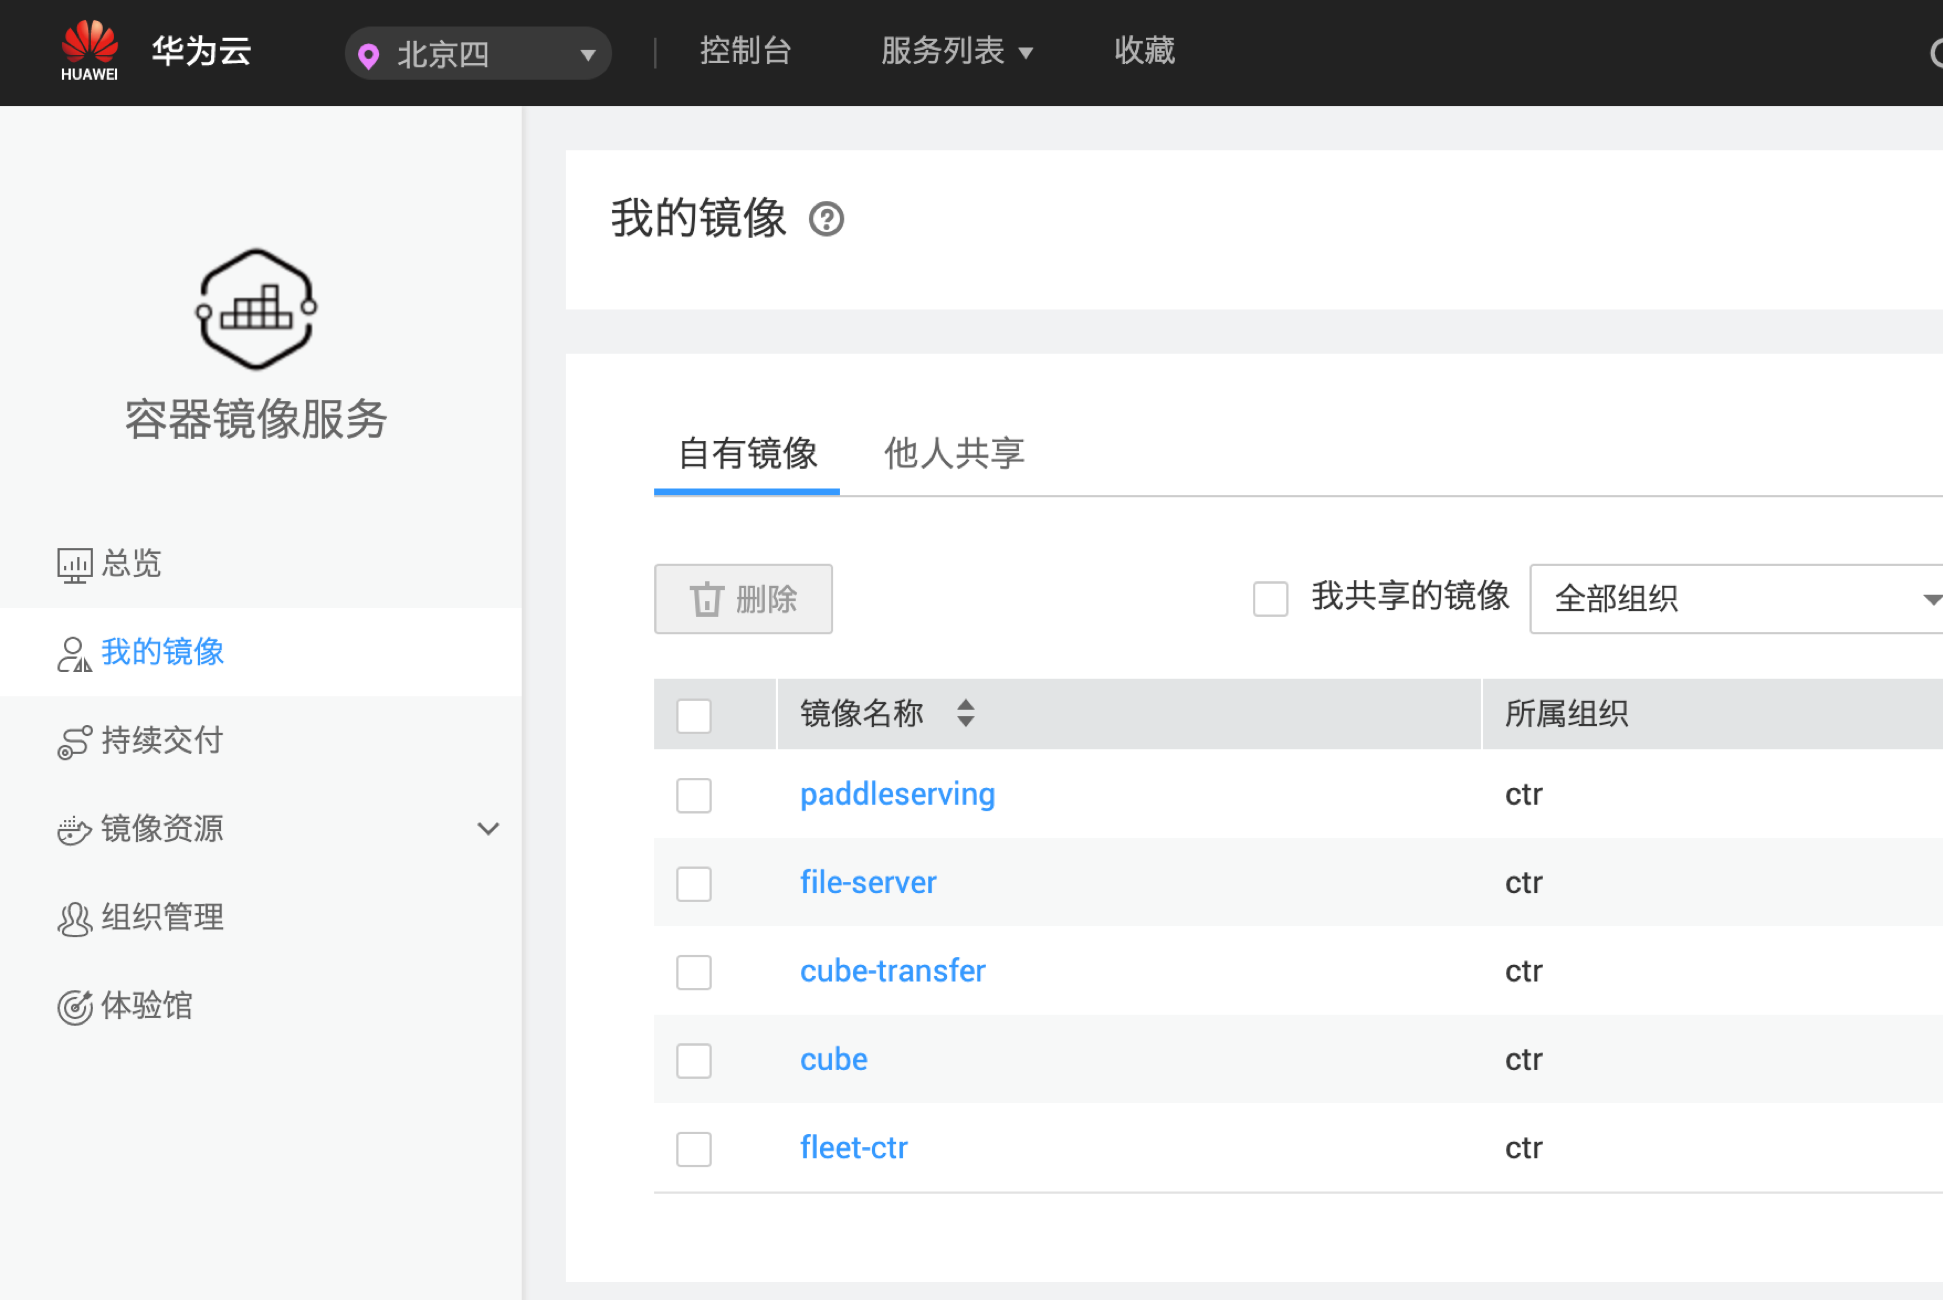 HUAWEI 华为云 北京四 控制台 服务列表 收藏
我的镜像
容器镜像服务
总览
我的镜像
持续交付
镜像资源
组织管理
体验馆
自有镜像 他人共享
删除 我共享的镜像 全部组织
镜像名称 所属组织
paddleserving ctr
file-server ctr
cube-transfer ctr
cube ctr
fleet-ctr ctr